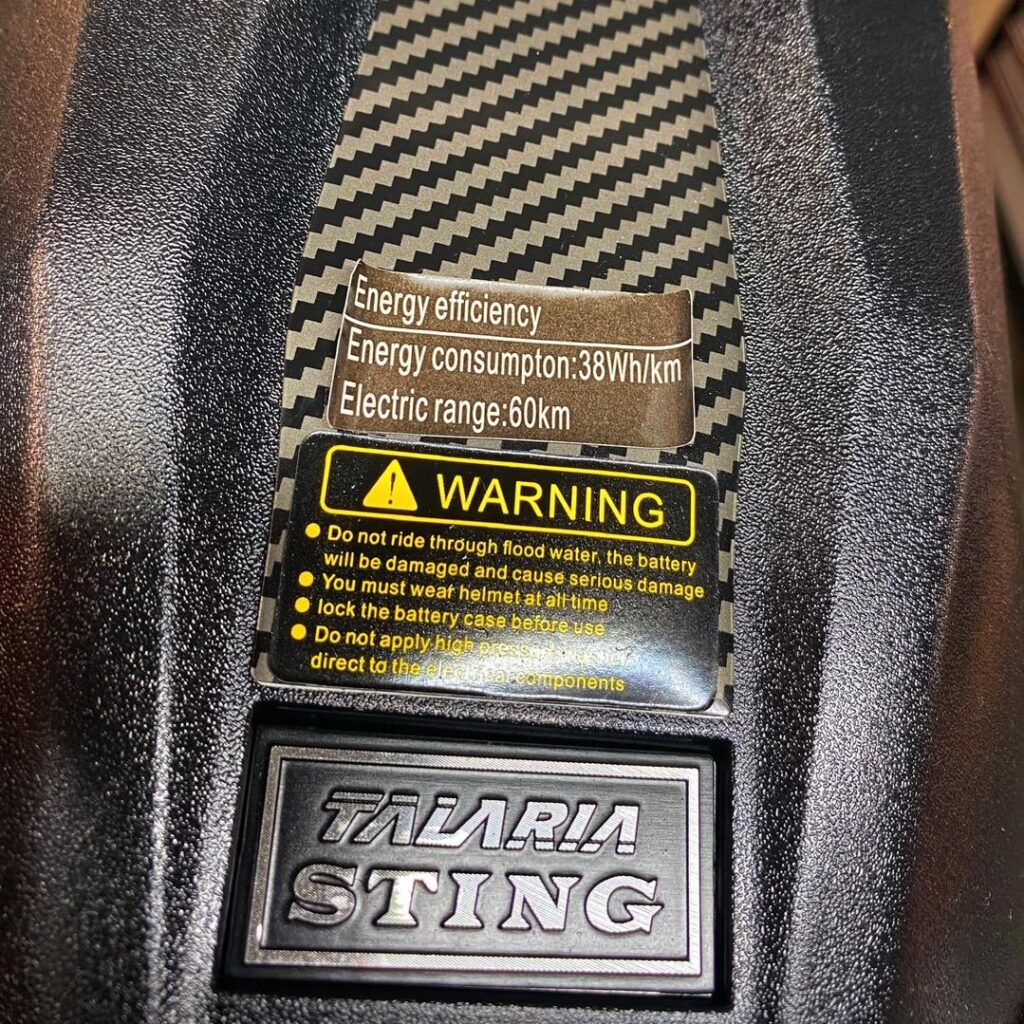 Energy efficiency
Energy consumpton:38Wh/km
Electric range:60km
WARNING
Do not ride through flood water, the battery
will be damaged and cause serious damage
You must wear helmet at all time
lock the battery case before use
Do not apply high
direct to the electrical components
TALARIA
STING